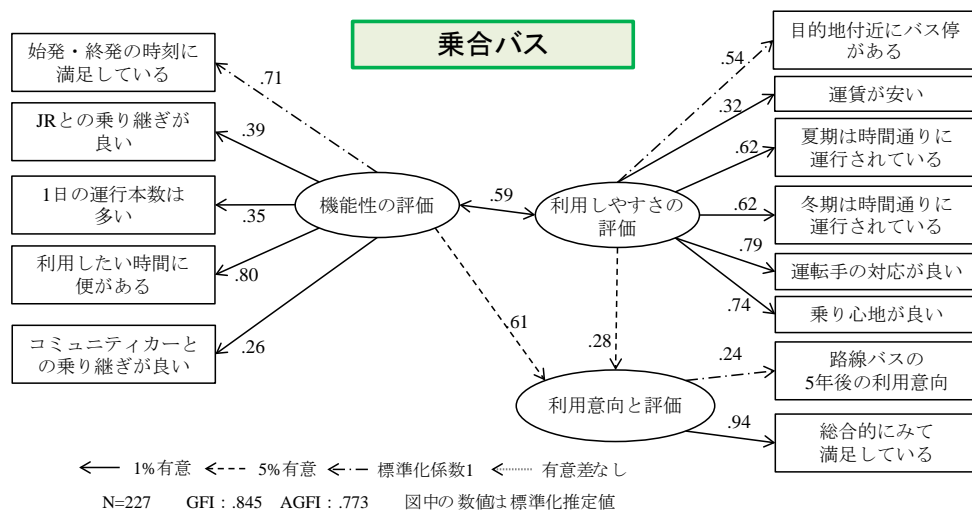 乗合バス
始発・終発の時刻に
満足している
.71
JRとの乗り継ぎが
良い
.39
1日の運行本数は
多い
.35
利用したい時間に
便がある
.80
コミュニティカーと
の乗り継ぎが良い
.26
機能性の評価
.59
利用しやすさの
評価
.61
.28
利用意向と評価
目的地付近にバス停
がある
.54
運賃が安い
.32
夏期は時間通りに
運行されている
.62
冬期は時間通りに
運行されている
.62
運転手の対応が良い
.79
乗り心地が良い
.74
路線バスの
5年後の利用意向
.24
総合的にみて
満足している
.94
1%有意 5%有意 標準化係数1 有意差なし
N=227 GFI：.845 AGFI：.773 図中の数値は標準化推定値